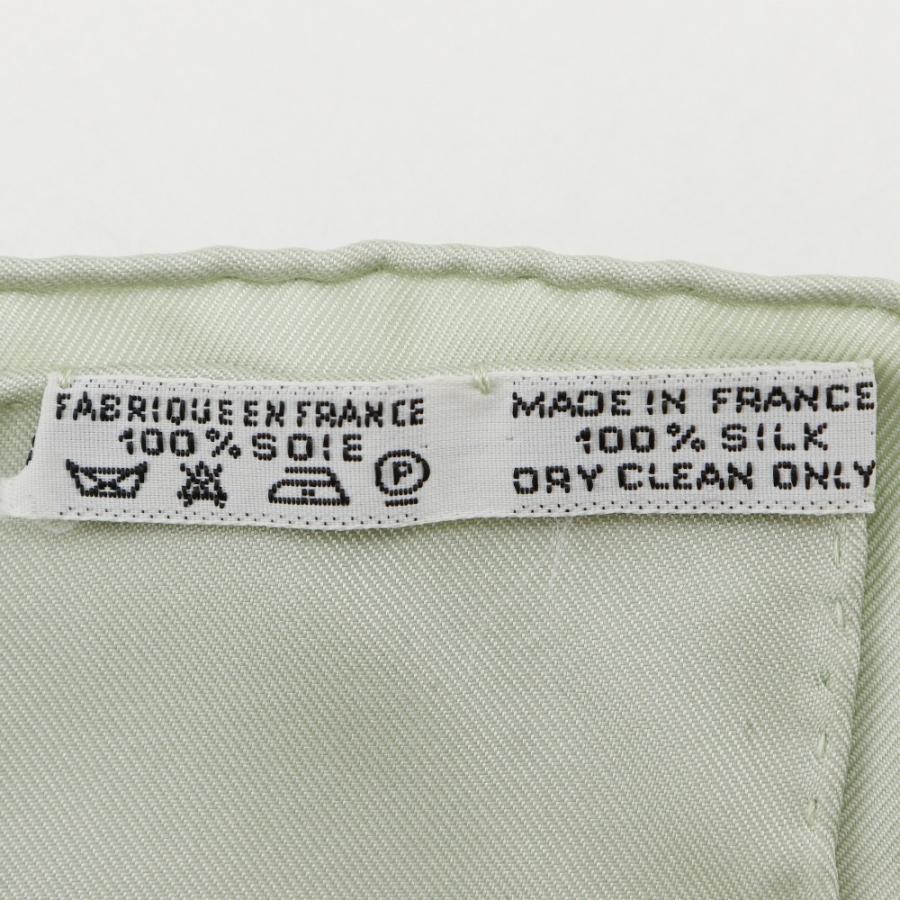 FABRIQUE EN FRANCE
100% SOIE
P
MADE IN FRANCE
100% SILK
DRY CLEAN ONLY